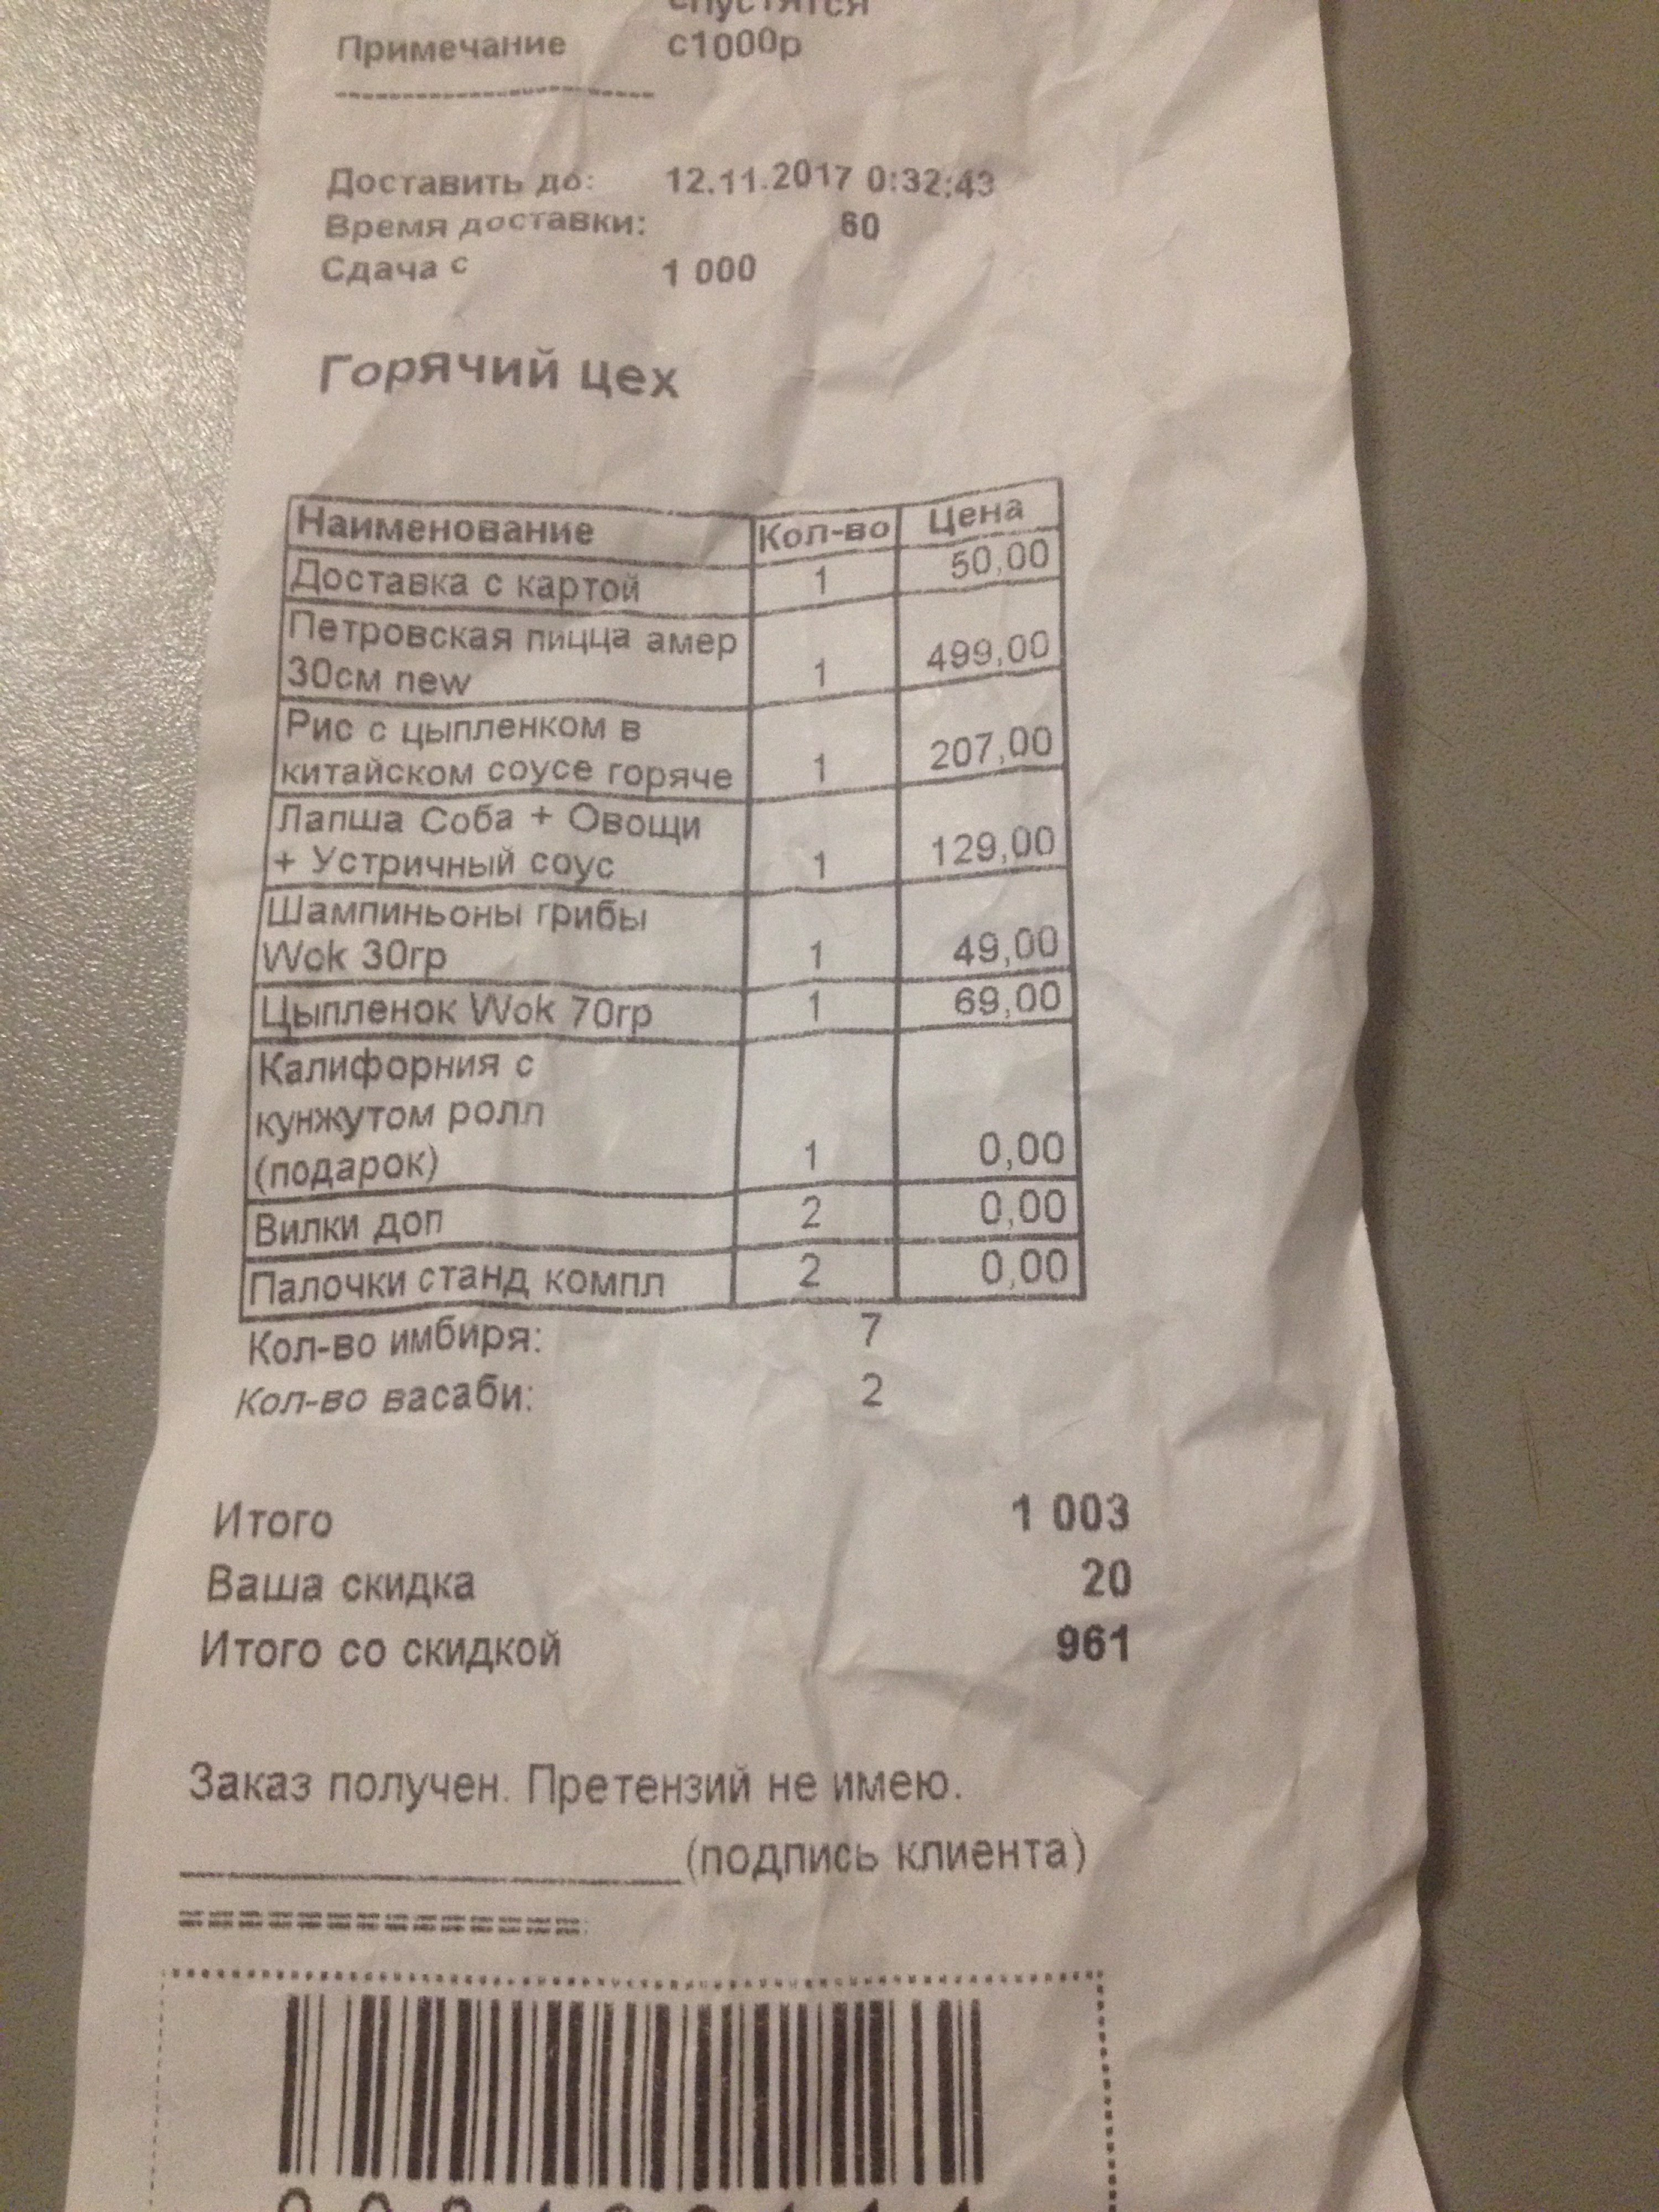 спустятся
Примечание с1000р
Доставить до: 12.11.2017 0:32:43
Время доставки: 60
Сдача с 1 000
Горячий цех
Наименование Кол-во Цена
Доставка с картой 1 50,00
Петровская пицца амер
30см new 1 499,00
Рис с цыпленком в
китайском соусе горяче 1 207,00
Лапша Соба + Овощи
+ Устричный соус 1 129,00
Шампиньоны грибы
Wok 30гр 1 49,00
Цыпленок Wok 70гр 1 69,00
Калифорния с
кунжутом ролл
(подарок) 1 0,00
Вилки доп 2 0,00
Палочки станд компл 2 0,00
Кол-во имбиря: 7
Кол-во васаби: 2
Итого 1 003
Ваша скидка 20
Итого со скидкой 961
Заказ получен. Претензий не имею.
(подпись клиента)